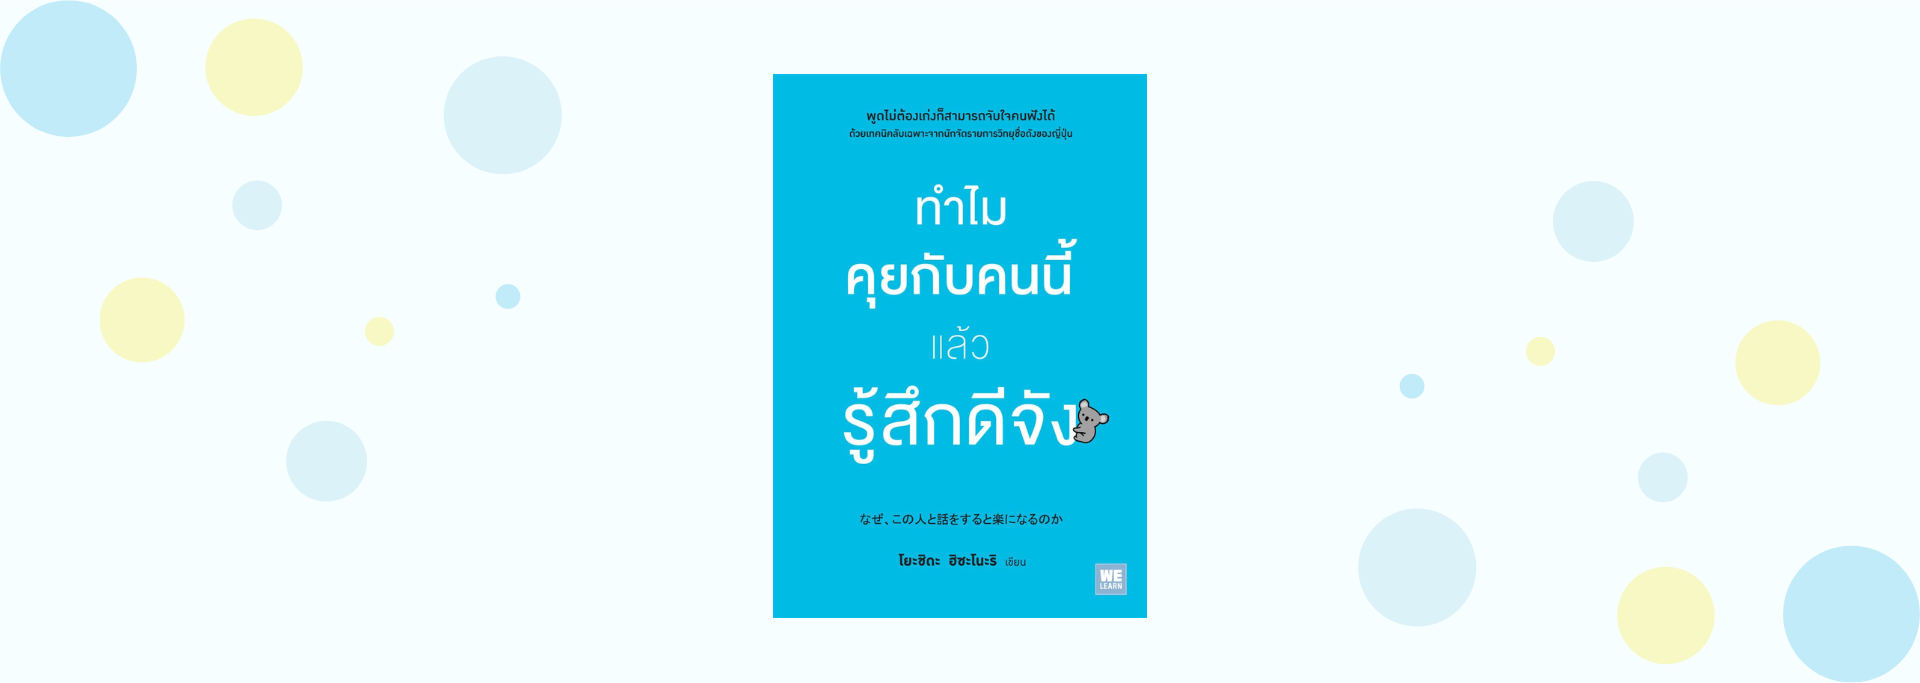 พูดไม่ต้องเก่งก็สามารถจับใจคนฟังได้
ด้วยเทคนิคลับเฉพาะจากนักจัดรายการวิทยุชื่อดังของญี่ปุ่น
ทำไม
คุยกับคนนี้
แล้ว
รู้สึกดีจัง
なぜ、この人と話をすると楽になるのか
โยะชิดะ ฮิซะโนะริ เขียน
WE
LEARN